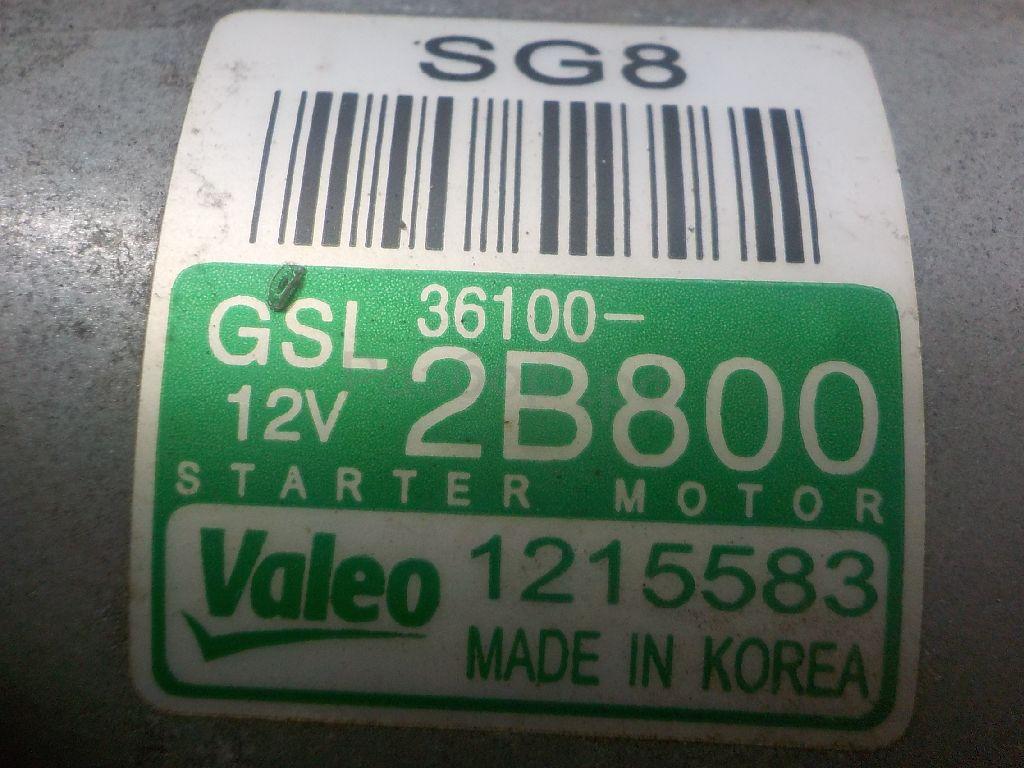 SG8
GSL 36100-
12V 2B800
STARTER MOTOR
Valeo 1215583
MADE IN KOREA